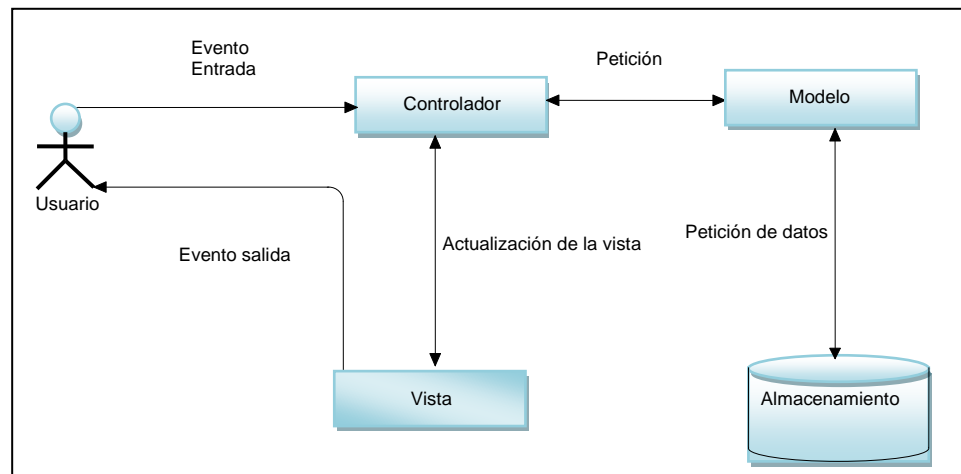 Evento
Entrada
Petición
Controlador
Modelo
Usuario
Evento salida
Actualización de la vista
Petición de datos
Vista
Almacenamiento